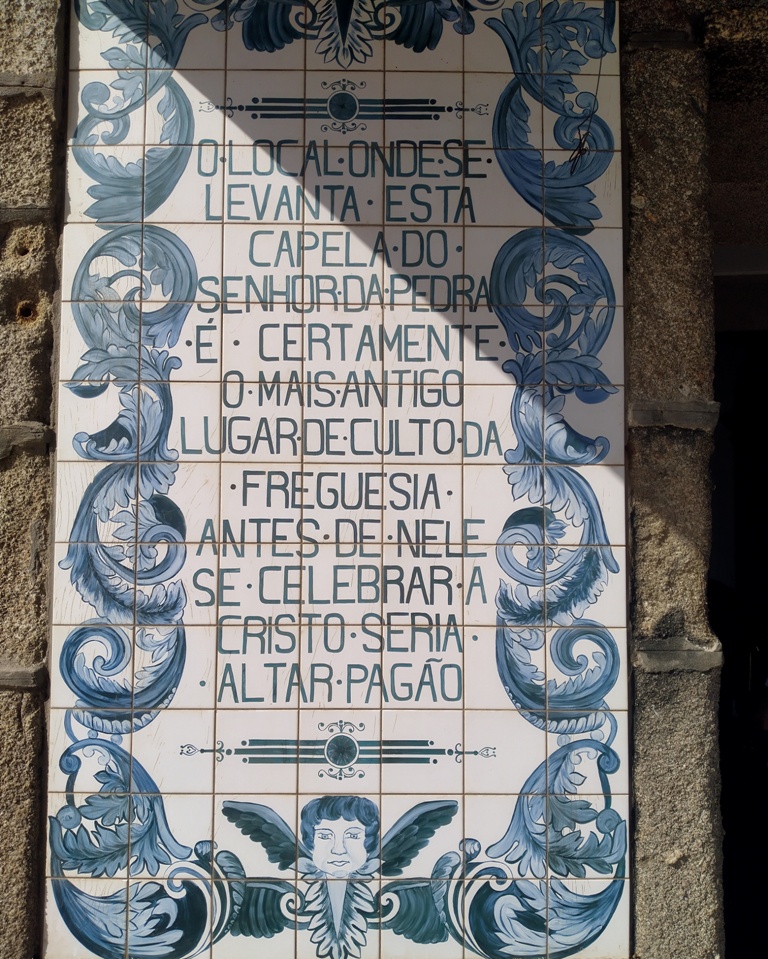 O·LOCAL·ONDE·SE·
LEVANTA · ESTA
CAPELA·DO·
SENHOR·DA·PEDRA
·É · CERTAMENTE·
O·MAIS·ANTIGO
LUGAR·DE·CULTO·DA
·FREGUESIA·
ANTES·DE·NELE
SE·CELEBRAR·A
CRISTO·SERIA·
·ALTAR·PAGÃO